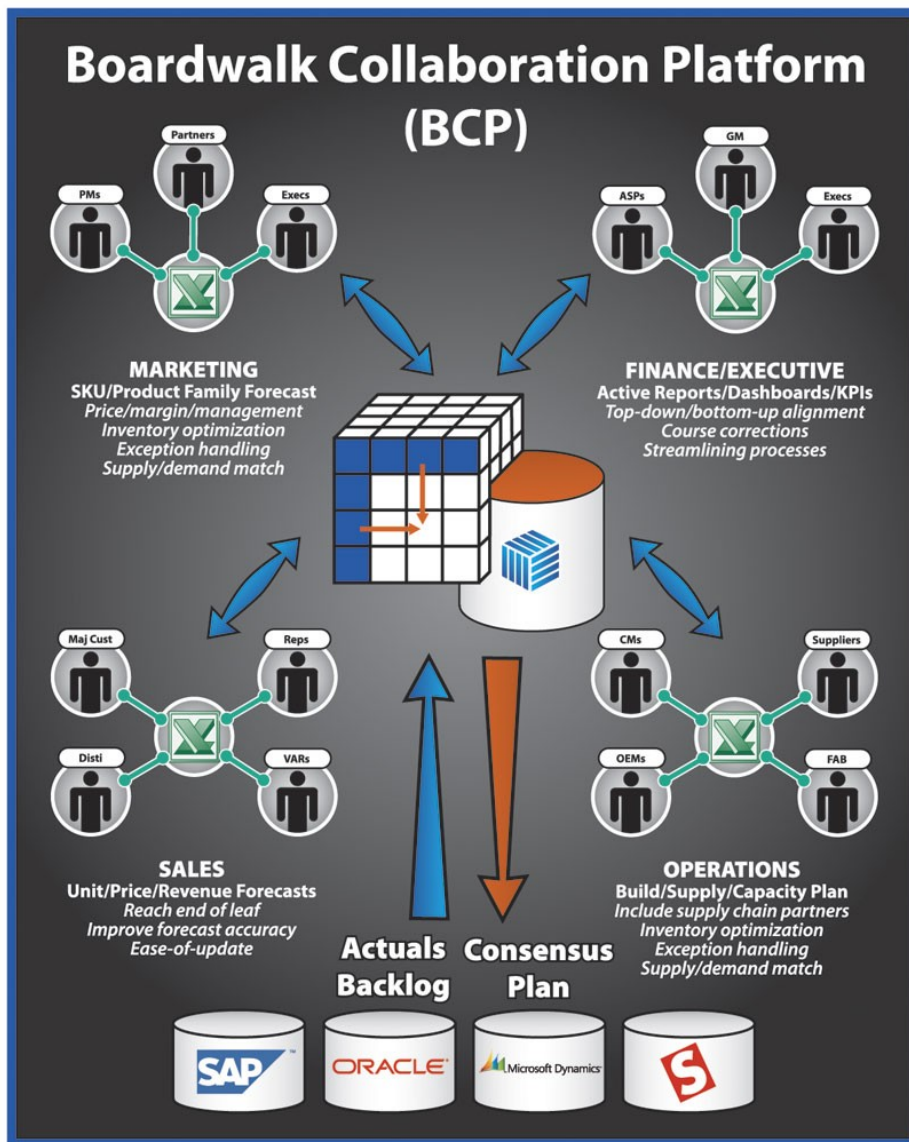 Boardwalk Collaboration Platform
(BCP)
Partners
PMs
Execs
MARKETING
SKU/Product Family Forecast
Price/margin/management
Inventory optimization
Exception handling
Supply/demand match
GM
ASPs
Execs
FINANCE/EXECUTIVE
Active Reports/Dashboards/KPIs
Top-down/bottom-up alignment
Course corrections
Streamlining processes
Maj Cust
Reps
Disti
VARs
SALES
Unit/Price/Revenue Forecasts
Reach end of leaf
Improve forecast accuracy
Ease-of-update
CMs
Suppliers
OEMs
FAB
OPERATIONS
Build/Supply/Capacity Plan
Include supply chain partners
Inventory optimization
Exception handling
Supply/demand match
Actuals
Backlog
Consensus
Plan
SAP™
ORACLE®
Microsoft Dynamics®
S